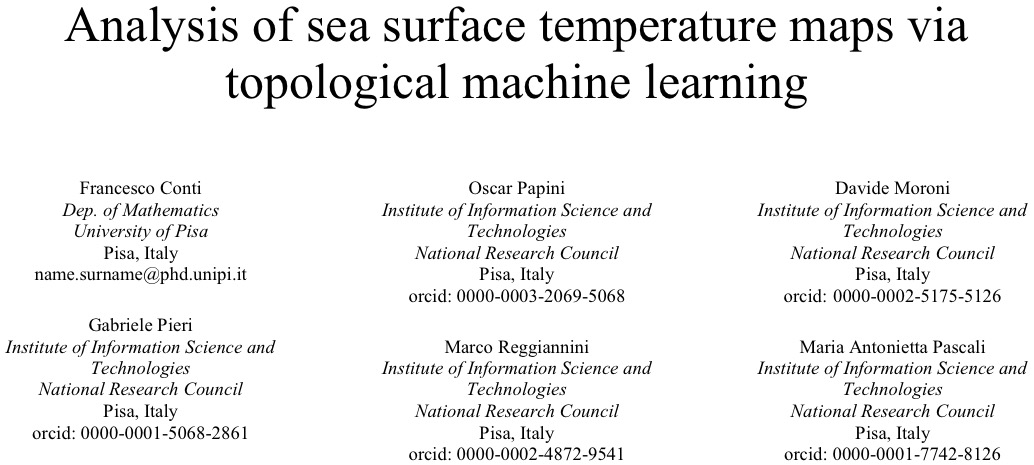 Analysis of sea surface temperature maps via
topological machine learning
Francesco Conti
Dep. of Mathematics
University of Pisa
Pisa, Italy
name.surname@phd.unipi.it
Oscar Papini
Institute of Information Science and
Technologies
National Research Council
Pisa, Italy
orcid: 0000-0003-2069-5068
Davide Moroni
Institute of Information Science and
Technologies
National Research Council
Pisa, Italy
orcid: 0000-0002-5175-5126
Gabriele Pieri
Institute of Information Science and
Technologies
National Research Council
Pisa, Italy
orcid: 0000-0001-5068-2861
Marco Reggiannini
Institute of Information Science and
Technologies
National Research Council
Pisa, Italy
orcid: 0000-0002-4872-9541
Maria Antonietta Pascali
Institute of Information Science and
Technologies
National Research Council
Pisa, Italy
orcid: 0000-0001-7742-8126